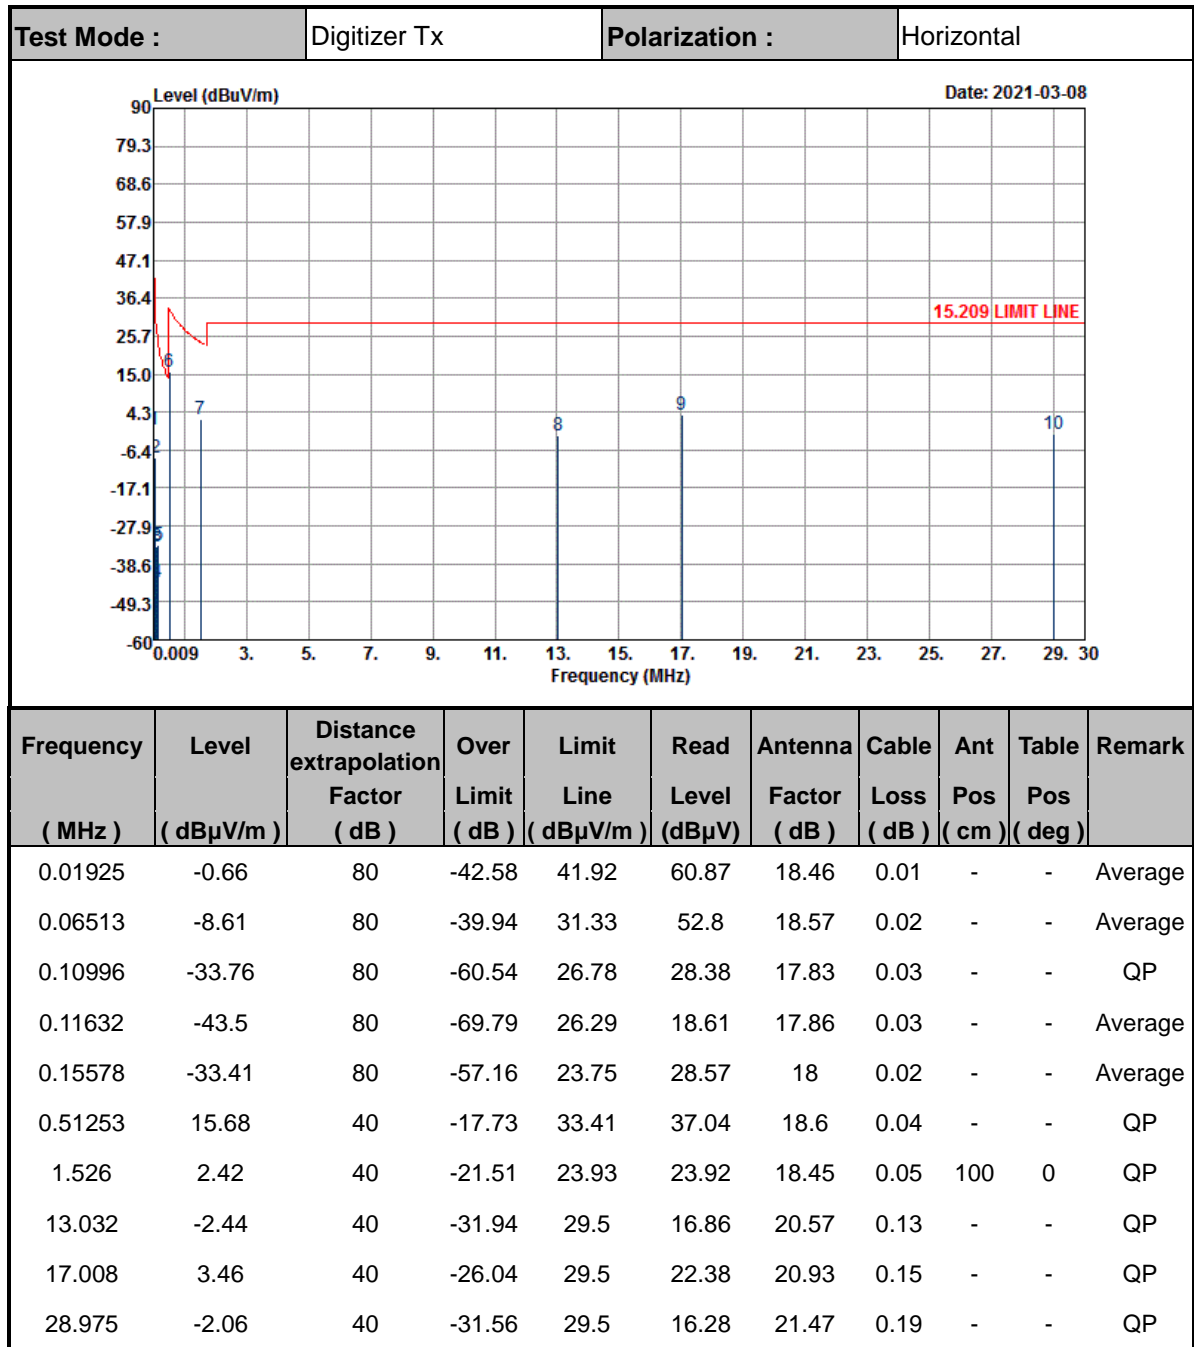 Test Mode : Digitizer Tx Polarization : Horizontal
Level (dBuV/m) Date: 2021-03-08
90
79.3
68.6
57.9
47.1
36.4
25.7
15.0
4.3
-6.4
-17.1
-27.9
-38.6
-49.3
-60
15.209 LIMIT LINE
1
2
5
4
6
7
8
9
10
0.009 3. 5. 7. 9. 11. 13. 15. 17. 19. 21. 23. 25. 27. 29. 30
Frequency (MHz)
Frequency Level Distance extrapolation Factor Over Limit Limit Line Read Level Antenna Factor Cable Loss Ant Pos Table Pos Remark
( MHz ) ( dBµV/m ) ( dB ) ( dB ) ( dBµV/m ) (dBµV) ( dB ) ( dB ) ( cm ) ( deg )
0.01925 -0.66 80 -42.58 41.92 60.87 18.46 0.01 - - Average
0.06513 -8.61 80 -39.94 31.33 52.8 18.57 0.02 - - Average
0.10996 -33.76 80 -60.54 26.78 28.38 17.83 0.03 - - QP
0.11632 -43.5 80 -69.79 26.29 18.61 17.86 0.03 - - Average
0.15578 -33.41 80 -57.16 23.75 28.57 18 0.02 - - Average
0.51253 15.68 40 -17.73 33.41 37.04 18.6 0.04 - - QP
1.526 2.42 40 -21.51 23.93 23.92 18.45 0.05 100 0 QP
13.032 -2.44 40 -31.94 29.5 16.86 20.57 0.13 - - QP
17.008 3.46 40 -26.04 29.5 22.38 20.93 0.15 - - QP
28.975 -2.06 40 -31.56 29.5 16.28 21.47 0.19 - - QP